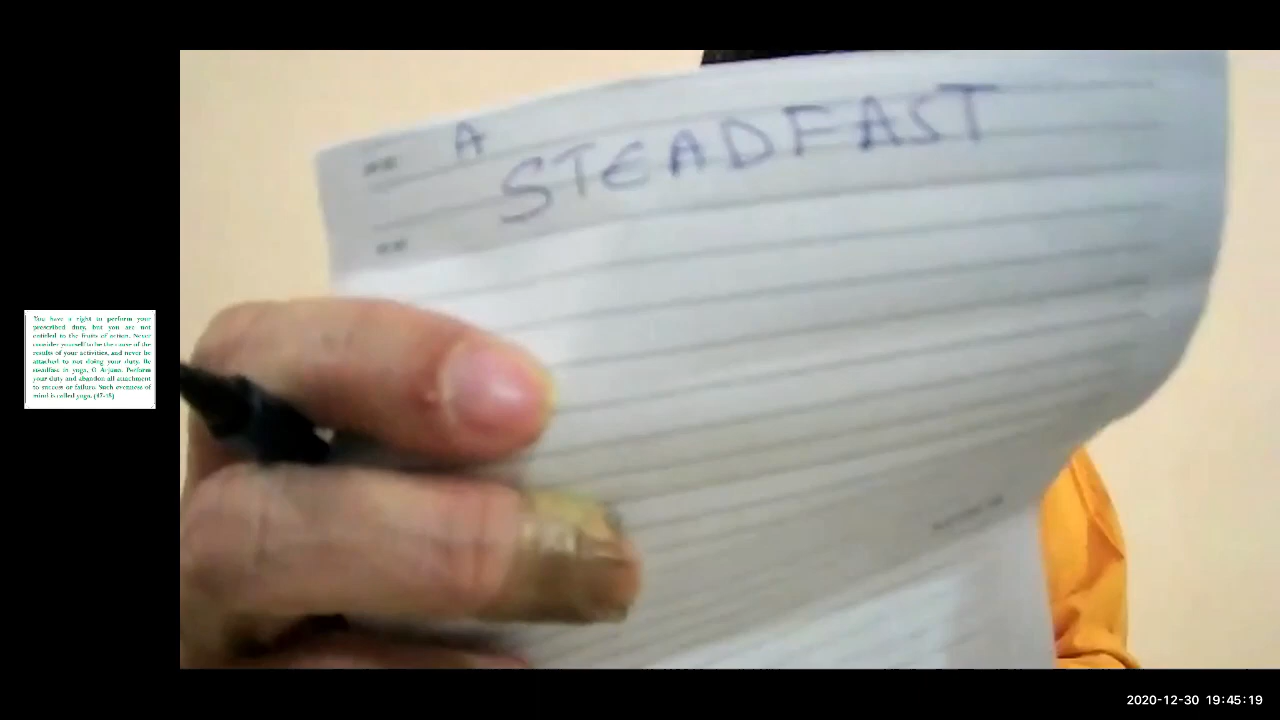 A
STEADFAST
You have a right to perform your
prescribed duty, but you are not
entitled to the fruits of action. Never
consider yourself to be the cause of the
results of your activities, and never be
attached to not doing your duty. Be
steadfast in yoga, O Arjuna. Perform
your duty and abandon all attachment
to success or failure. Such evenness of
mind is called yoga. (47-48)
2020-12-30 19:45:19